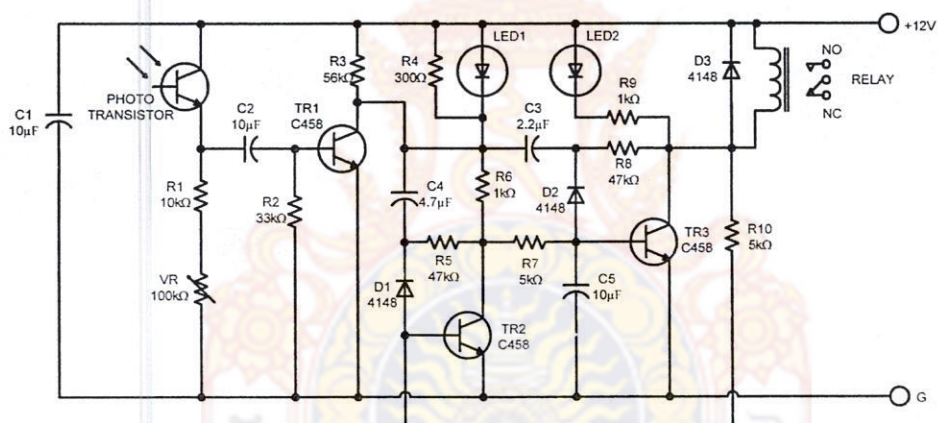 +12V
C1
10µF
PHOTO
TRANSISTOR
R1
10kΩ
VR
100kΩ
C2
10µF
R2
33kΩ
TR1
C458
R3
56kΩ
R4
300Ω
LED1
LED2
C4
4.7µF
R5
47kΩ
D1
4148
R6
1kΩ
C3
2.2µF
D2
4148
R7
5kΩ
C5
10µF
TR2
C458
R9
1kΩ
R8
47kΩ
TR3
C458
D3
4148
R10
5kΩ
NO
RELAY
NC
G